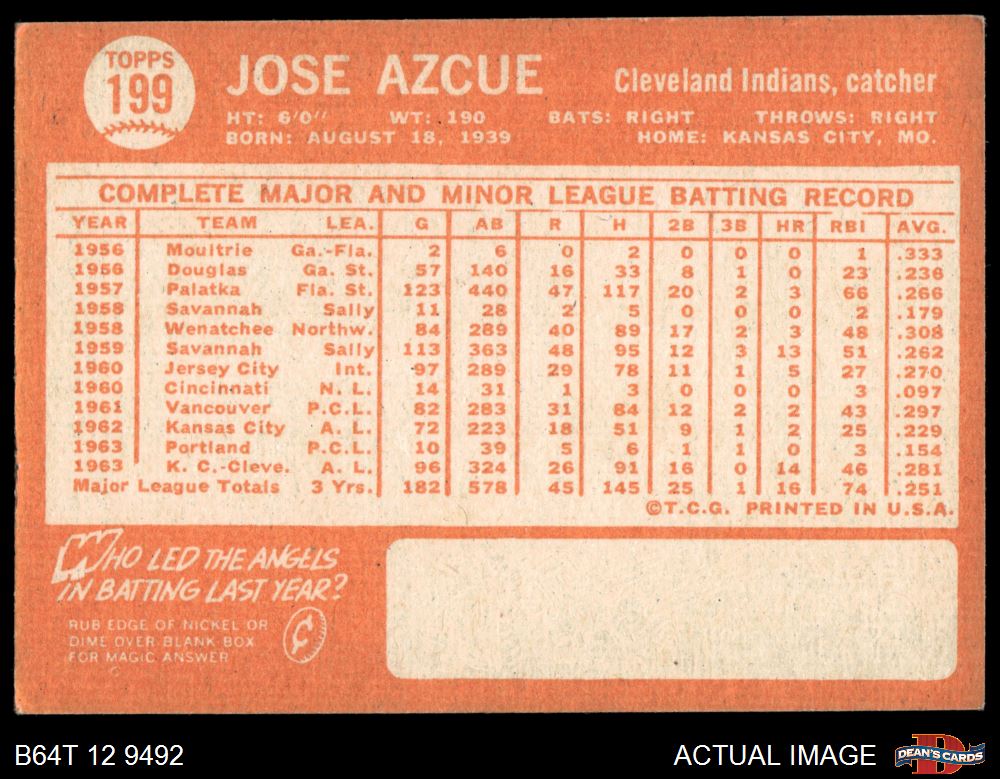 TOPPS
199
JOSE AZCUE
Cleveland Indians, catcher
HT: 6'0" WT: 190 BATS: RIGHT THROWS: RIGHT
BORN: AUGUST 18, 1939 HOME: KANSAS CITY, MO.
COMPLETE MAJOR AND MINOR LEAGUE BATTING RECORD
YEAR TEAM LEA. G AB R H 2B 3B HR RBI AVG.
1956 Moultrie Ga.-Fla. 2 6 0 2 0 0 0 1 .333
1956 Douglas Ga. St. 57 140 16 33 8 1 0 23 .236
1957 Palatka Fla. St. 123 440 47 117 20 2 3 66 .266
1958 Savannah Sally 11 28 2 5 0 0 0 2 .179
1958 Wenatchee Northw. 84 289 40 89 17 2 3 48 .308
1959 Savannah Sally 113 363 48 95 12 3 13 51 .262
1960 Jersey City Int. 97 289 29 78 11 1 5 27 .270
1960 Cincinnati N. L. 14 31 1 3 0 0 0 3 .097
1961 Vancouver P.C.L. 82 283 31 84 12 2 2 43 .297
1962 Kansas City A. L. 72 223 18 51 9 1 2 25 .229
1963 Portland P.C.L. 10 39 5 6 1 1 0 3 .154
1963 K. C.-Cleve. A. L. 96 324 26 91 16 0 14 46 .281
Major League Totals 3 Yrs. 182 578 45 145 25 1 16 74 .251
©T.C.G. PRINTED IN U.S.A.
WHO LED THE ANGELS
IN BATTING LAST YEAR?
RUB EDGE OF NICKEL OR
DIME OVER BLANK BOX
FOR MAGIC ANSWER
¢
B64T 12 9492
ACTUAL IMAGE
D
DEAN'S CARDS